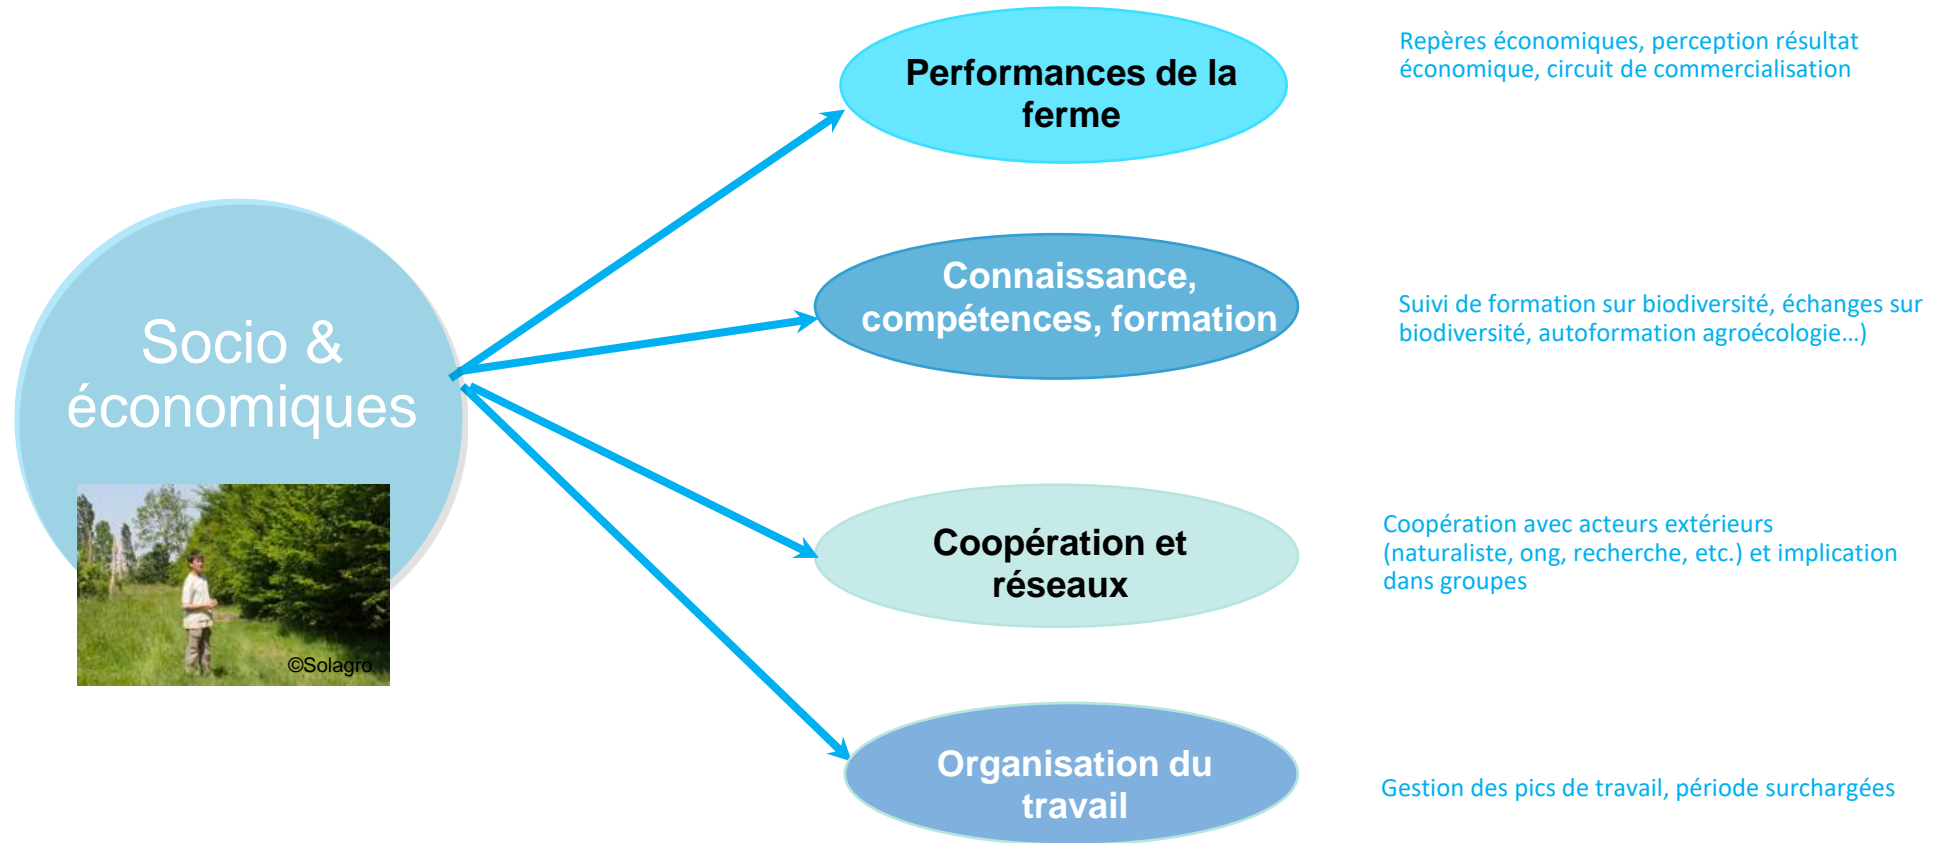 Socio &
économiques
©Solagro
Performances de la
ferme
Repères économiques, perception résultat
économique, circuit de commercialisation
Connaissance,
compétences, formation
Suivi de formation sur biodiversité, échanges sur
biodiversité, autoformation agroécologie…)
Coopération et
réseaux
Coopération avec acteurs extérieurs
(naturaliste, ong, recherche, etc.) et implication
dans groupes
Organisation du
travail
Gestion des pics de travail, période surchargées